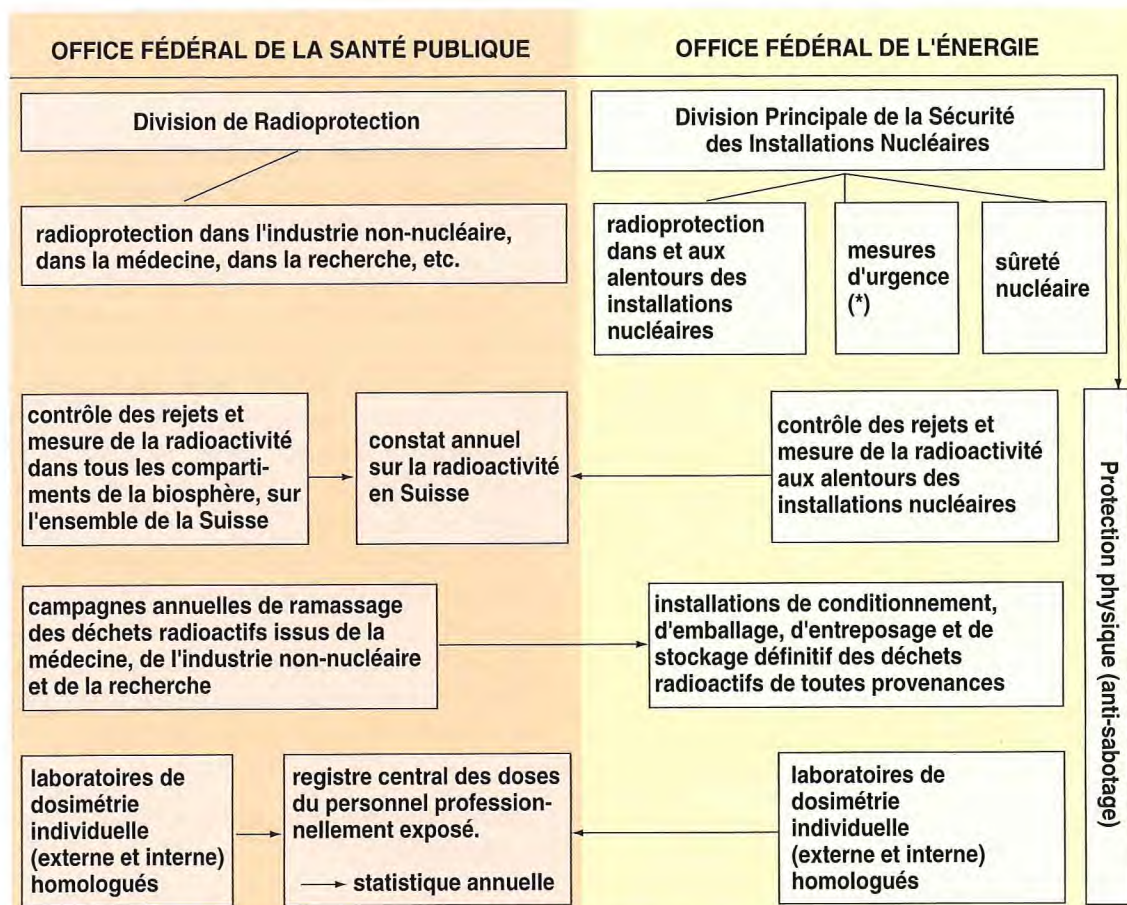 OFFICE FÉDÉRAL DE LA SANTÉ PUBLIQUE
OFFICE FÉDÉRAL DE L'ÉNERGIE
Division de Radioprotection
Division Principale de la Sécurité
des Installations Nucléaires
radioprotection dans l'industrie non-nucléaire,
dans la médecine, dans la recherche, etc.
radioprotection
dans et aux
alentours des
installations
nucléaires
mesures
d'urgence
(*)
sûreté
nucléaire
contrôle des rejets et
mesure de la radioactivité
dans tous les comparti-
ments de la biosphère, sur
l'ensemble de la Suisse
constat annuel
sur la radioactivité
en Suisse
contrôle des rejets et
mesure de la radioactivité
aux alentours des
installations nucléaires
Protection physique (anti-sabotage)
campagnes annuelles de ramassage
des déchets radioactifs issus de la
médecine, de l'industrie non-nucléaire
et de la recherche
installations de conditionnement,
d'emballage, d'entreposage et de
stockage définitif des déchets
radioactifs de toutes provenances
laboratoires de
dosimétrie
individuelle
(externe et interne)
homologués
registre central des doses
du personnel profession-
nellement exposé.
statistique annuelle
laboratoires de
dosimétrie
individuelle
(externe et interne)
homologués